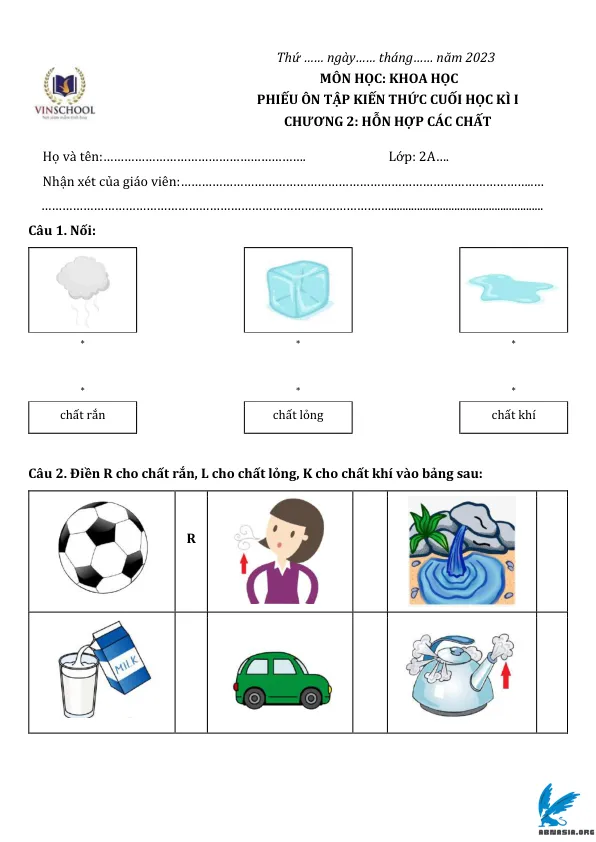 Thứ …… ngày…… tháng…… năm 2023
MÔN HỌC: KHOA HỌC
PHIẾU ÔN TẬP KIẾN THỨC CUỐI HỌC KÌ I
CHƯƠNG 2: HỖN HỢP CÁC CHẤT
VINSCHOOL
Họ và tên:…………………………………………………. Lớp: 2A….
Nhận xét của giáo viên:………………………………………………………………………………………...…
……………………………………………………………………………………….....................................................
Câu 1. Nối:
* * *
* * *
chất rắn chất lỏng chất khí
Câu 2. Điền R cho chất rắn, L cho chất lỏng, K cho chất khí vào bảng sau:
R
MILK
ABNASIA.ORG